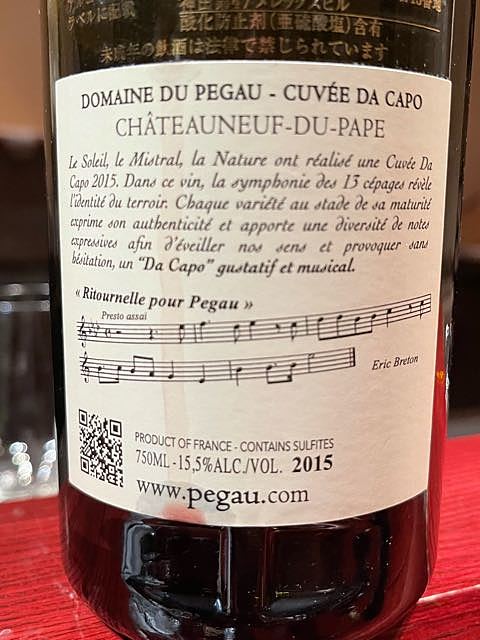 ラベルに記載
酸化防止剤(亜硫酸塩)含有
未成年の飲酒は法律で禁じられています
DOMAINE DU PEGAU - CUVÉE DA CAPO
CHÂTEAUNEUF-DU-PAPE
Le Soleil, le Mistral, la Nature ont réalisé une Cuvée Da
Capo 2015. Dans ce vin, la symphonie des 13 cépages révèle
l'identité du terroir. Chaque variété au stade de sa maturité
exprime son authenticité et apporte une diversité de notes
expressives afin d'éveiller nos sens et provoquer sans
hésitation, un "Da Capo" gustatif et musical.
« Ritournelle pour Pegau »
Presto assai
Eric Breton
PRODUCT OF FRANCE - CONTAINS SULFITES
750ML - 15,5%ALC./VOL. 2015
www.pegau.com